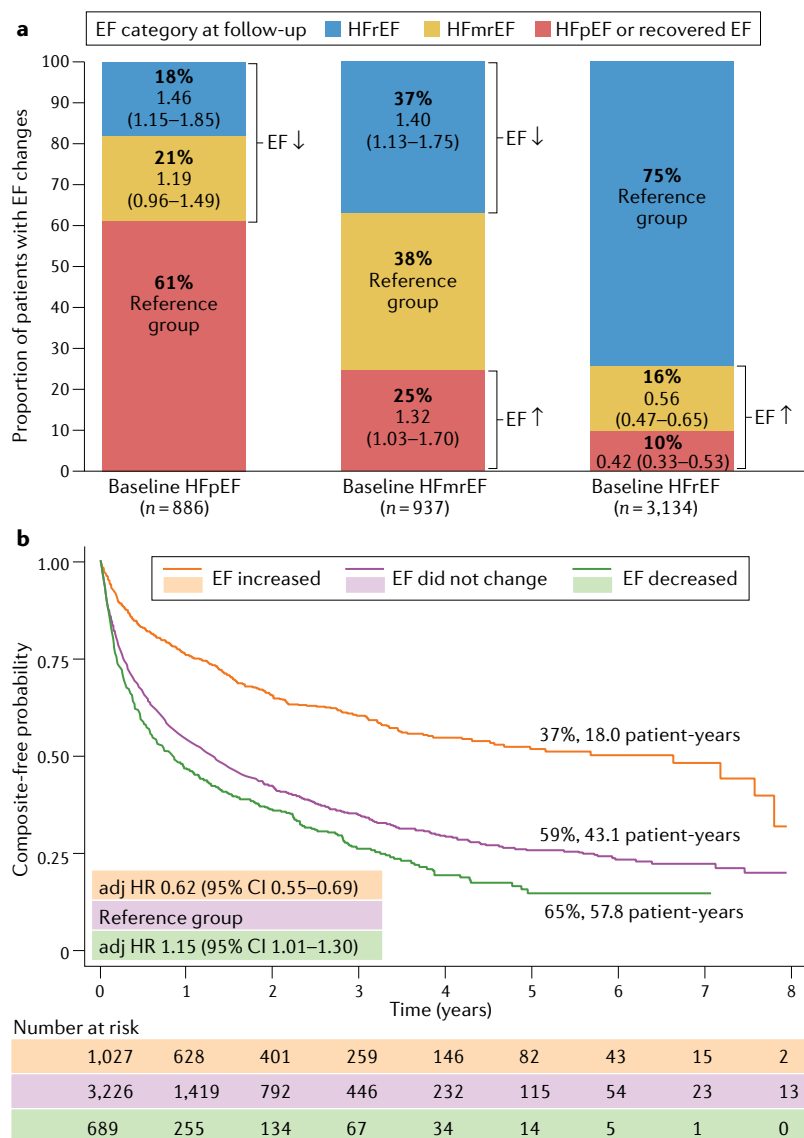 a
EF category at follow-up HFrEF HFmrEF HFpEF or recovered EF
Proportion of patients with EF changes
100
90
80
70
60
50
40
30
20
10
0
18%
1.46
(1.15–1.85)
21%
1.19
(0.96–1.49)
61%
Reference
group
EF ↓
37%
1.40
(1.13–1.75)
38%
Reference
group
25%
1.32
(1.03–1.70)
EF ↓
EF ↑
75%
Reference
group
16%
0.56
(0.47–0.65)
10%
0.42 (0.33–0.53)
EF ↑
Baseline HFpEF
(n = 886)
Baseline HFmrEF
(n = 937)
Baseline HFrEF
(n = 3,134)
b
EF increased EF did not change EF decreased
Composite-free probability
1.00
0.75
0.50
0.25
0
37%, 18.0 patient-years
59%, 43.1 patient-years
65%, 57.8 patient-years
adj HR 0.62 (95% CI 0.55–0.69)
Reference group
adj HR 1.15 (95% CI 1.01–1.30)
0 1 2 3 4 5 6 7 8
Time (years)
Number at risk
1,027 628 401 259 146 82 43 15 2
3,226 1,419 792 446 232 115 54 23 13
689 255 134 67 34 14 5 1 0